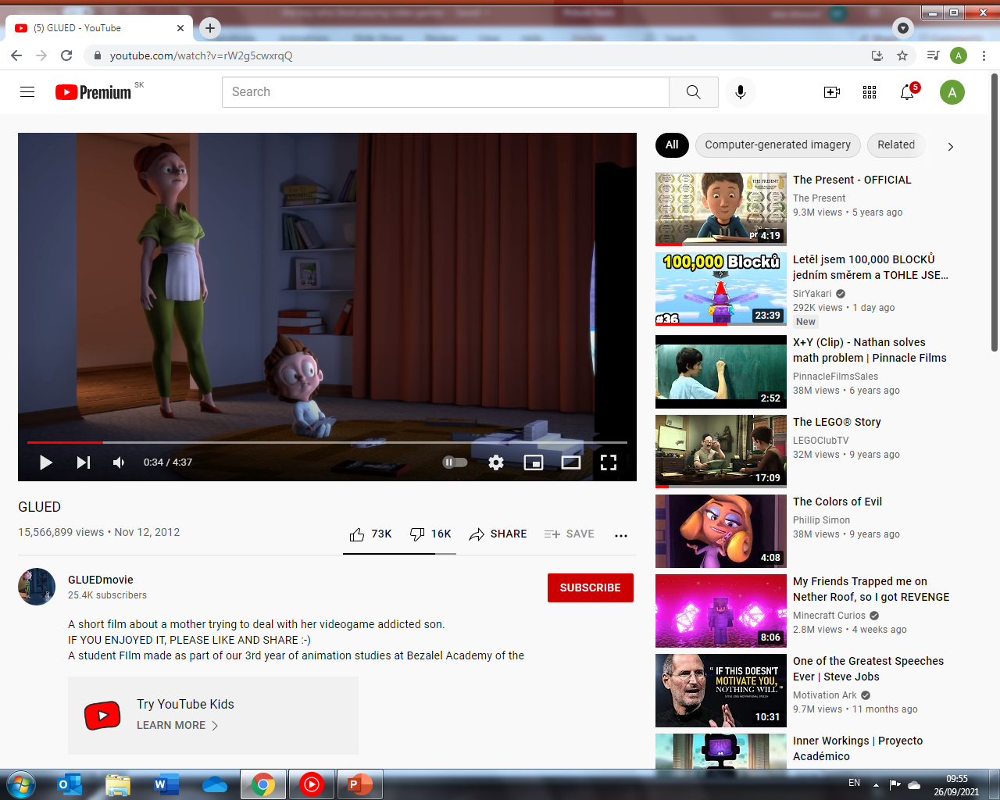 (5) GLUED - YouTube
youtube.com/watch?v=rW2g5cwxrqQ
A
Premium SK
Search
5
A
0:34 / 4:37
GLUED
15,566,899 views • Nov 12, 2012
73K
16K
SHARE
SAVE
GLUEDmovie
25.4K subscribers
SUBSCRIBE
A short film about a mother trying to deal with her videogame addicted son.
IF YOU ENJOYED IT, PLEASE LIKE AND SHARE :-)
A student FIlm made as part of our 3rd year of animation studies at Bezalel Academy of the
Try YouTube Kids
LEARN MORE
All
Computer-generated imagery
Related
THE PRESENT
4:19
The Present - OFFICIAL
The Present
9.3M views • 5 years ago
100,000 Blocků
#36
23:39
Letěl jsem 100,000 BLOCKŮ
jedním směrem a TOHLE JSE…
SirYakari
292K views • 1 day ago
New
2:52
X+Y (Clip) - Nathan solves
math problem | Pinnacle Films
PinnacleFilmsSales
38M views • 6 years ago
17:09
The LEGO® Story
LEGOClubTV
32M views • 9 years ago
4:08
The Colors of Evil
Phillip Simon
38M views • 9 years ago
8:06
My Friends Trapped me on
Nether Roof, so I got REVENGE
Minecraft Curios
2.8M views • 4 weeks ago
“ IF THIS DOESN'T
MOTIVATE YOU,
NOTHING WILL ”
STEVE JOBS MOTIVATIONAL SPEECH
10:31
One of the Greatest Speeches
Ever | Steve Jobs
Motivation Ark
9.7M views • 11 months ago
Inner Workings | Proyecto
Académico
EN
09:55
26/09/2021